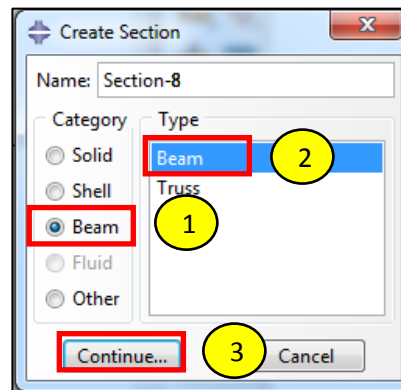 Create Section
Name: Section-8
Category
Type
Solid
Shell
Beam
Fluid
Other
Beam
2
Truss
1
Continue...
3
Cancel